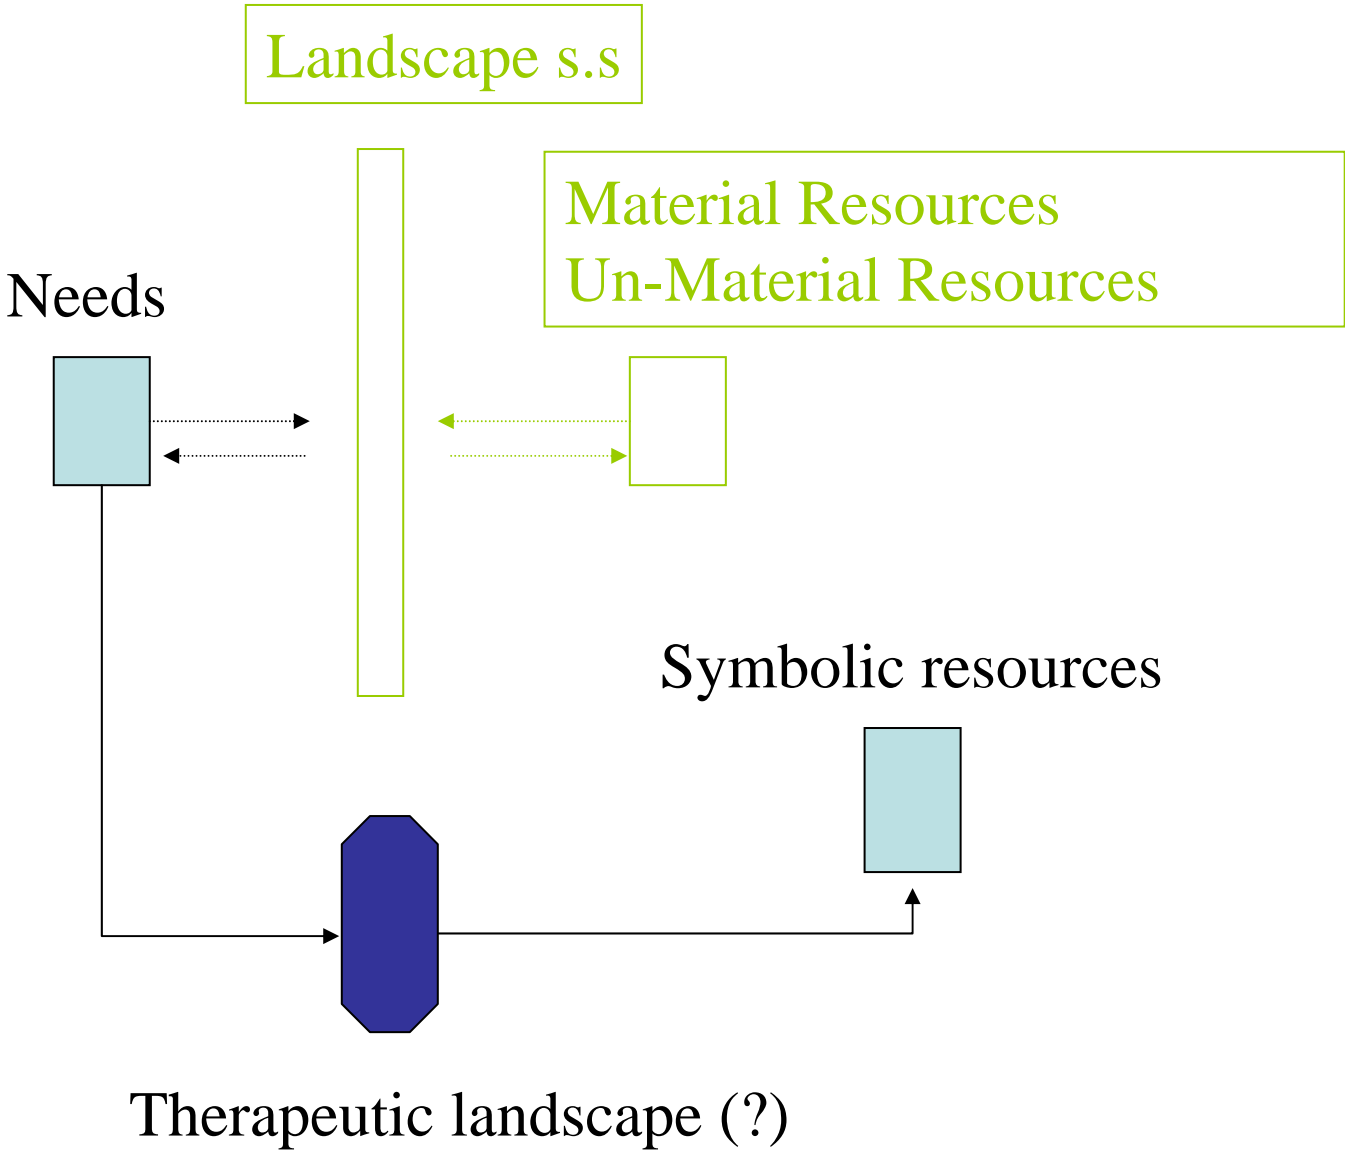 Landscape s.s
Material Resources
Un-Material Resources
Needs
Symbolic resources
Therapeutic landscape (?)